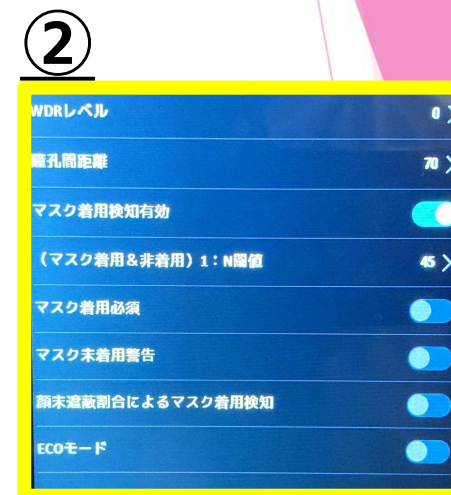 ②
WDRレベル 0
瞳孔間距離 70
マスク着用検知有効
(マスク着用&非着用)1:N閾値 45
マスク着用必須
マスク未着用警告
顔未遮蔽割合によるマスク着用検知
ECOモード